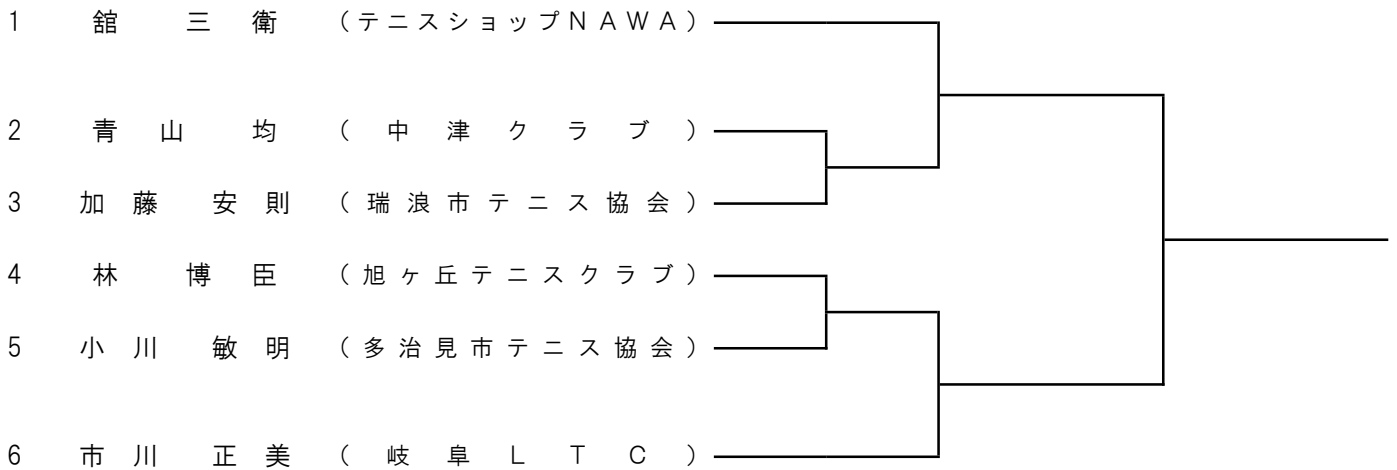 1 舘 三衛 （テニスショップＮＡＷＡ）
2 青山 均 （中津クラブ）
3 加藤 安則 （瑞浪市テニス協会）
4 林 博臣 （旭ヶ丘テニスクラブ）
5 小川 敏明 （多治見市テニス協会）
6 市川 正美 （岐阜ＬＴＣ）